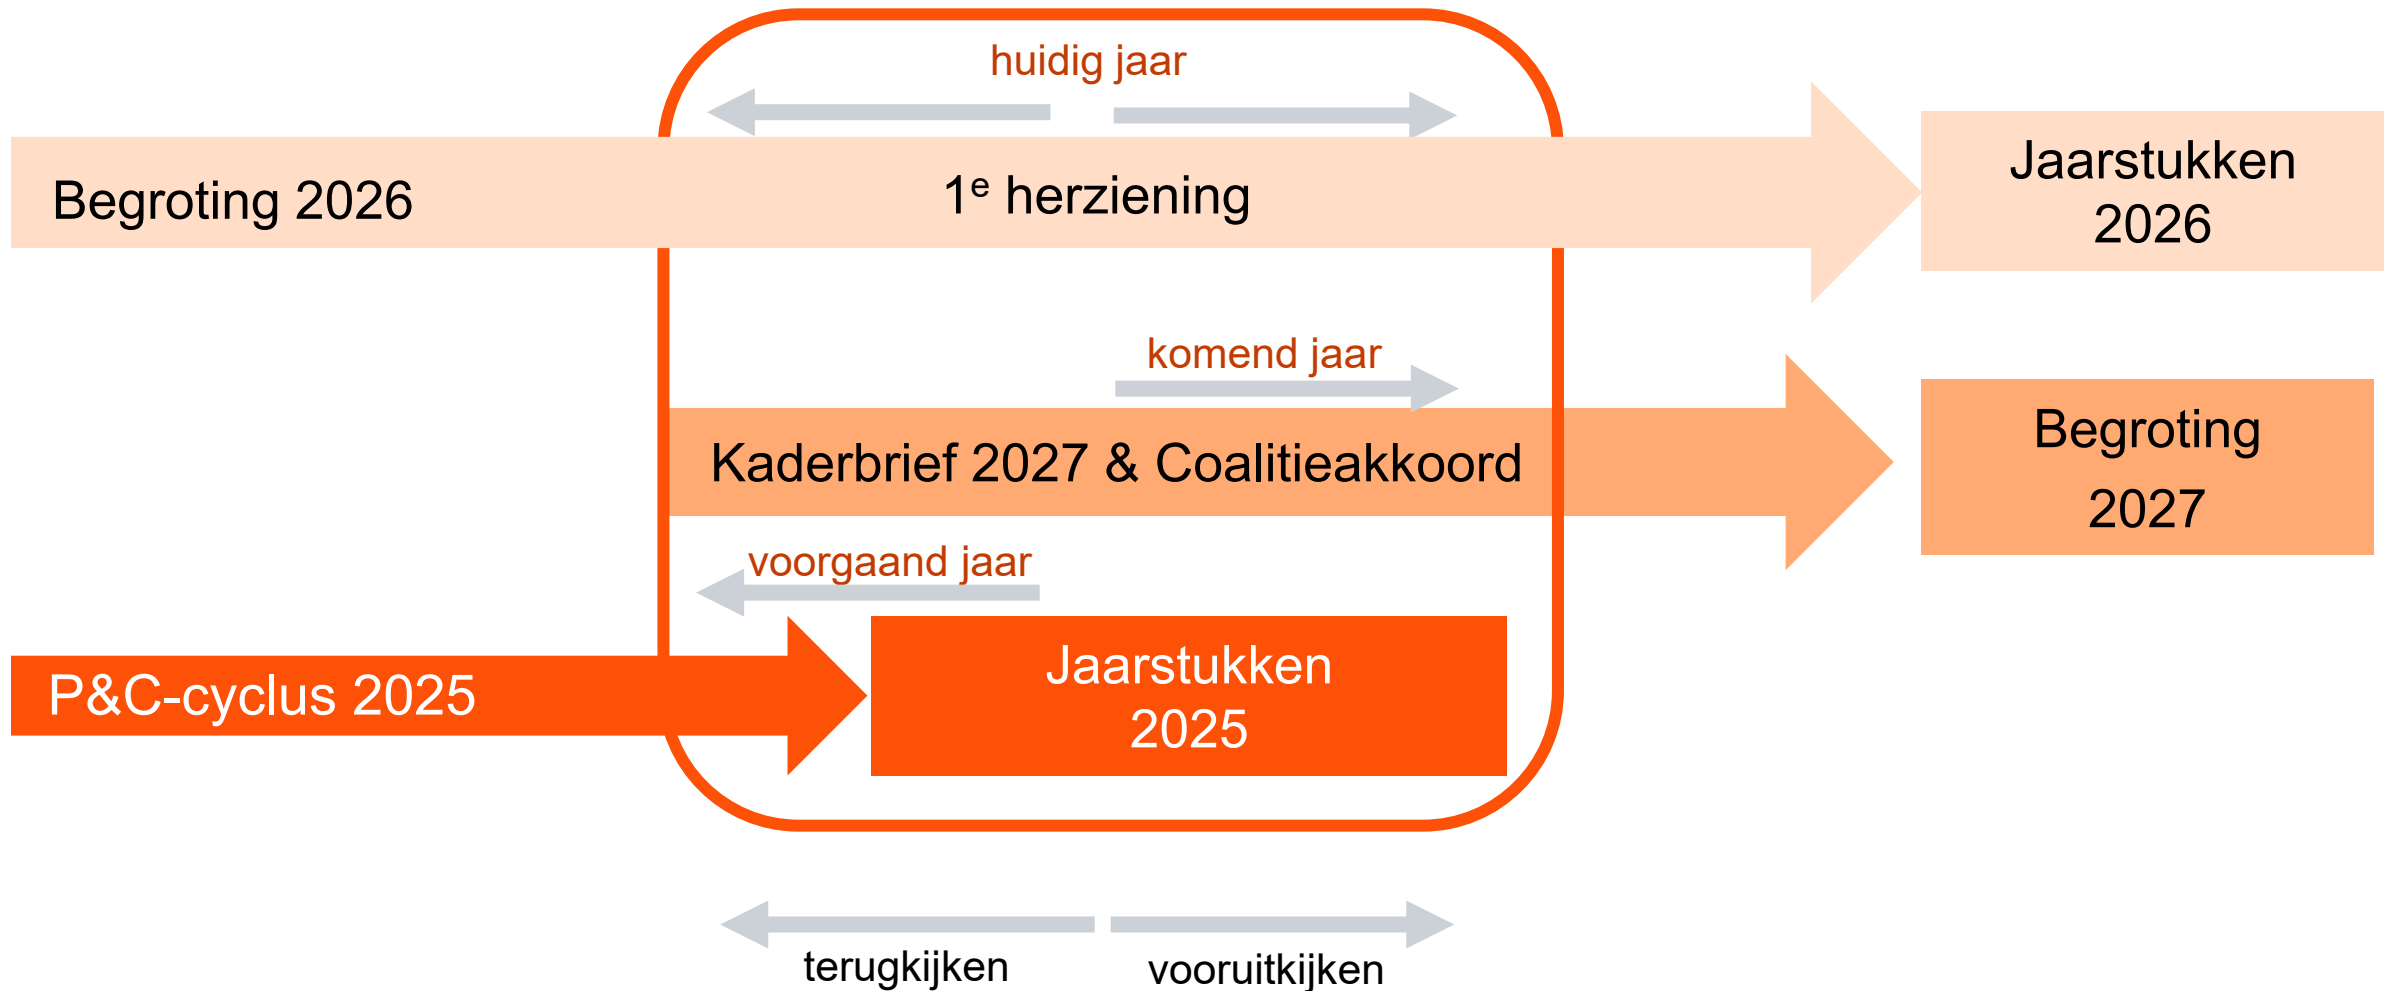 huidig jaar
Begroting 2026
1e herziening
Jaarstukken
2026
komend jaar
Kaderbrief 2027 & Coalitieakkoord
Begroting
2027
voorgaand jaar
P&C-cyclus 2025
Jaarstukken
2025
terugkijken
vooruitkijken